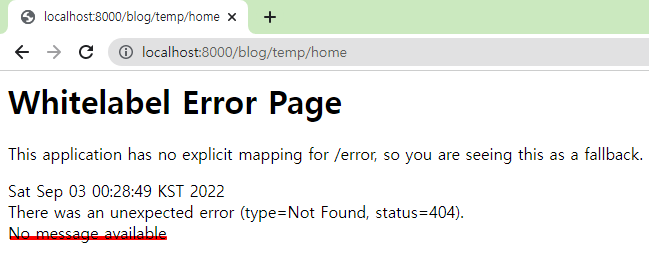 localhost:8000/blog/temp/home
localhost:8000/blog/temp/home
Whitelabel Error Page
This application has no explicit mapping for /error, so you are seeing this as a fallback.
Sat Sep 03 00:28:49 KST 2022
There was an unexpected error (type=Not Found, status=404).
No message available